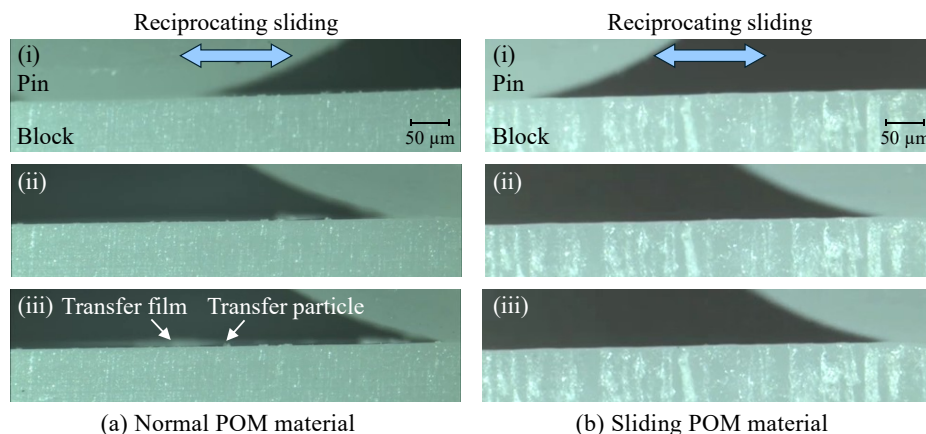 Reciprocating sliding
(i)
Pin
Block
50 µm
(ii)
(iii)
Transfer film
Transfer particle
(a) Normal POM material
Reciprocating sliding
(i)
Pin
Block
50 µm
(ii)
(iii)
(b) Sliding POM material